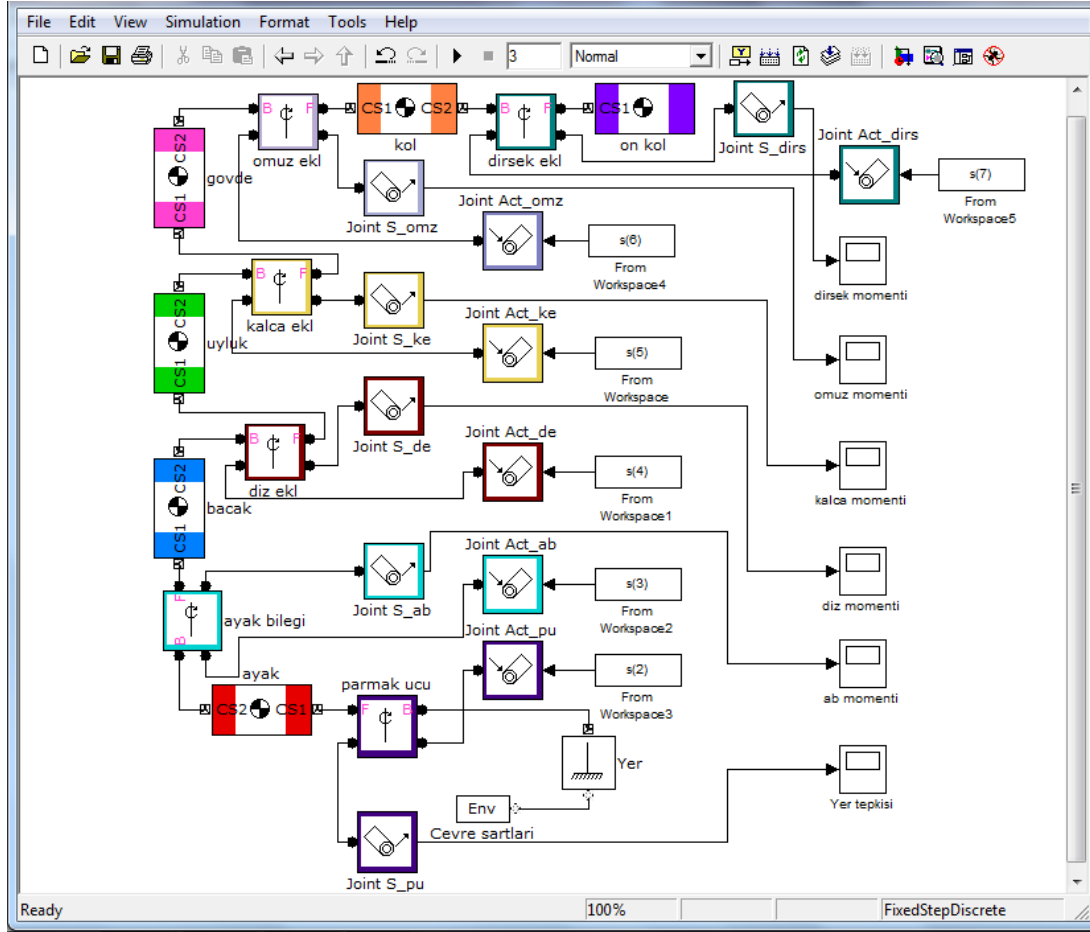 File Edit View Simulation Format Tools Help
3 Normal
B F
omuz ekl
CS1 CS2
kol
B F
dirsek ekl
CS1
on kol
Joint S_dirs
Joint Act_dirs
s(7)
From
Workspace5
CS2
CS1
govde
Joint S_omz
Joint Act_omz
s(6)
From
Workspace4
dirsek momenti
B F
kalca ekl
Joint S_ke
Joint Act_ke
s(5)
From
Workspace
omuz momenti
CS2
CS1
uyluk
B F
diz ekl
Joint S_de
Joint Act_de
s(4)
From
Workspace1
kalca momenti
CS2
CS1
bacak
Joint S_ab
Joint Act_ab
s(3)
From
Workspace2
diz momenti
F
B
ayak bilegi
Joint Act_pu
s(2)
From
Workspace3
ab momenti
ayak
CS2 CS1
parmak ucu
F B
Yer
Env
Cevre sartlari
Yer tepkisi
Joint S_pu
Ready 100% FixedStepDiscrete